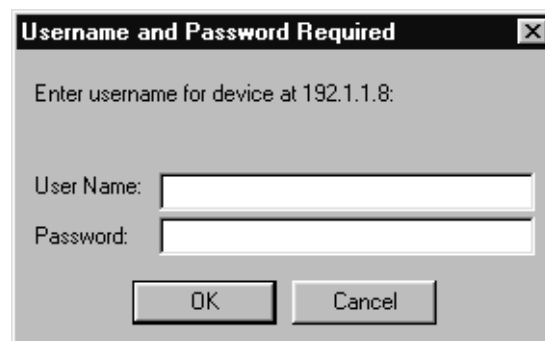 Username and Password Required
Enter username for device at 192.1.1.8:
User Name:
Password:
OK Cancel